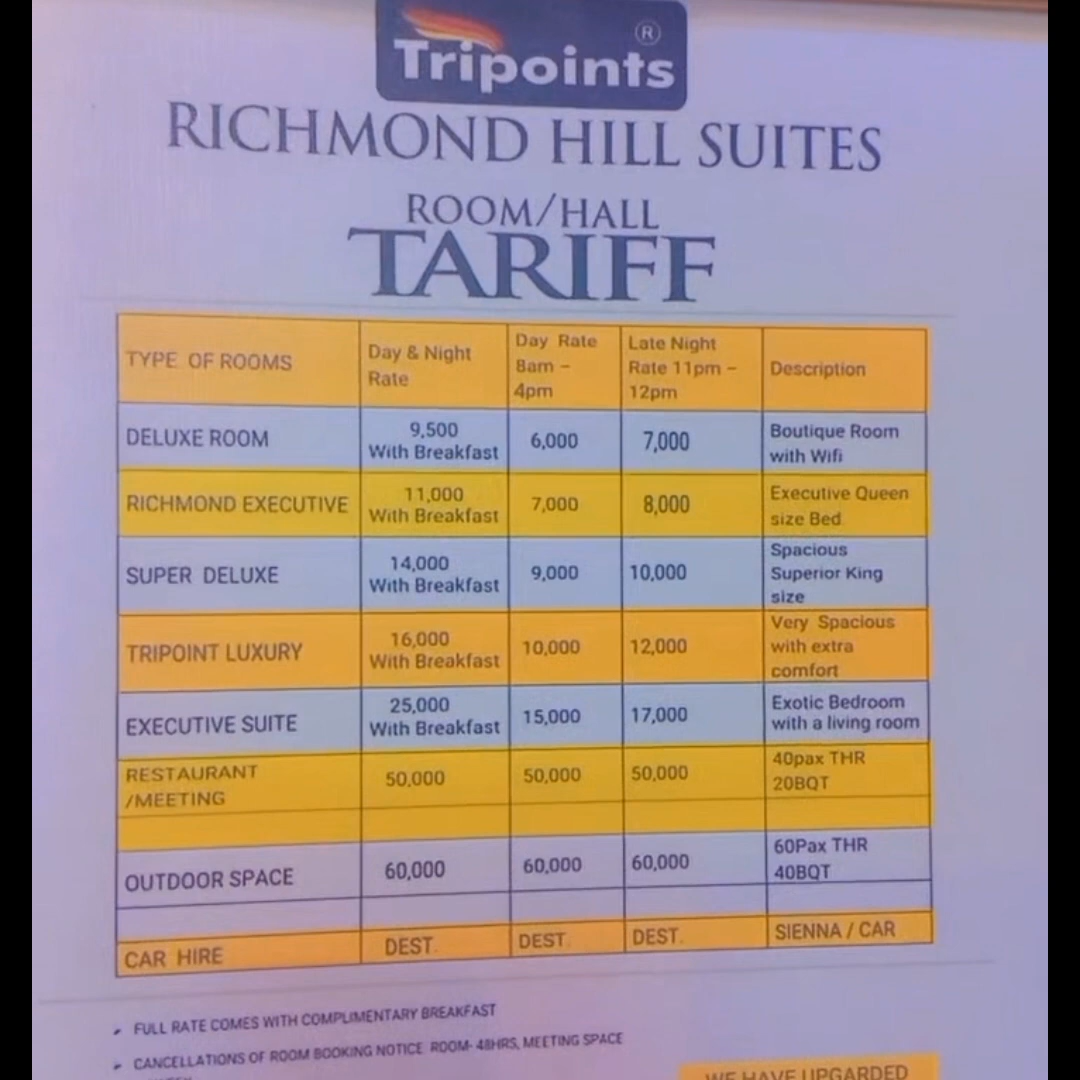 Tripoints ®
RICHMOND HILL SUITES
ROOM/HALL
TARIFF
TYPE OF ROOMS
Day & Night
Rate
Day Rate
8am –
4pm
Late Night
Rate 11pm –
12pm
Description
DELUXE ROOM
9,500
With Breakfast
6,000
7,000
Boutique Room
with Wifi
RICHMOND EXECUTIVE
11,000
With Breakfast
7,000
8,000
Executive Queen
size Bed
SUPER DELUXE
14,000
With Breakfast
9,000
10,000
Spacious
Superior King
size
TRIPOINT LUXURY
16,000
With Breakfast
10,000
12,000
Very Spacious
with extra
comfort
EXECUTIVE SUITE
25,000
With Breakfast
15,000
17,000
Exotic Bedroom
with a living room
RESTAURANT
/MEETING
50,000
50,000
50,000
40pax THR
20BQT
OUTDOOR SPACE
60,000
60,000
60,000
60Pax THR
40BQT
CAR HIRE
DEST.
DEST.
DEST.
SIENNA / CAR
FULL RATE COMES WITH COMPLIMENTARY BREAKFAST
CANCELLATIONS OF ROOM BOOKING NOTICE ROOM- 48HRS, MEETING SPACE
WE HAVE UPGARDED